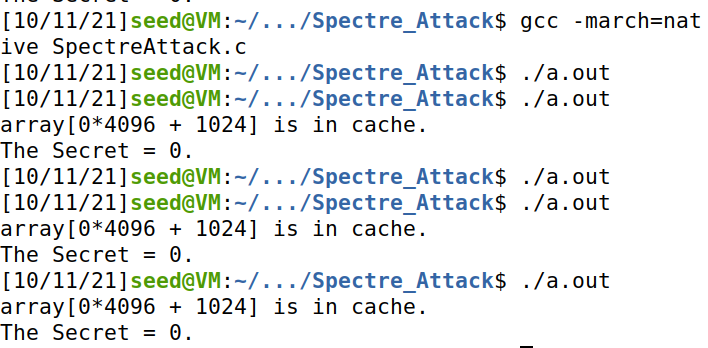 The Secret = 0.
[10/11/21]seed@VM:~/.../Spectre_Attack$ gcc -march=nat
ive SpectreAttack.c
[10/11/21]seed@VM:~/.../Spectre_Attack$ ./a.out
[10/11/21]seed@VM:~/.../Spectre_Attack$ ./a.out
array[0*4096 + 1024] is in cache.
The Secret = 0.
[10/11/21]seed@VM:~/.../Spectre_Attack$ ./a.out
[10/11/21]seed@VM:~/.../Spectre_Attack$ ./a.out
array[0*4096 + 1024] is in cache.
The Secret = 0.
[10/11/21]seed@VM:~/.../Spectre_Attack$ ./a.out
array[0*4096 + 1024] is in cache.
The Secret = 0.